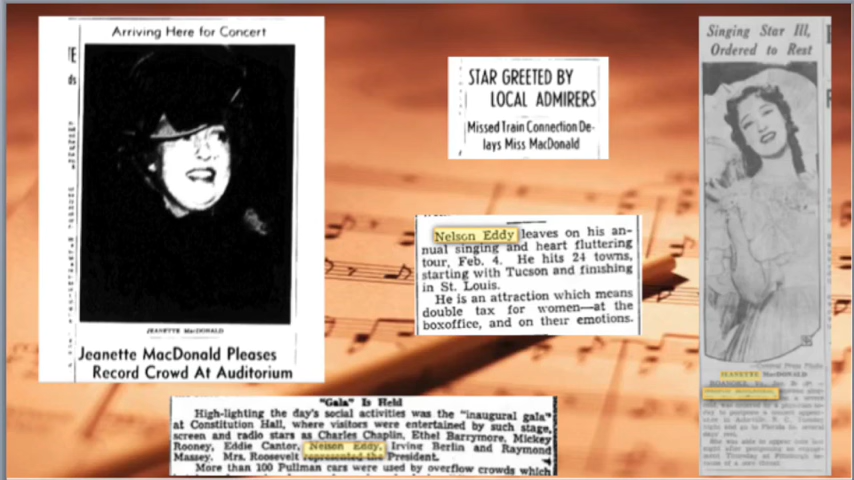 Arriving Here for Concert
JEANETTE MacDONALD
Jeanette MacDonald Pleases
Record Crowd At Auditorium
STAR GREETED BY
LOCAL ADMIRERS
Missed Train Connection De-
lays Miss MacDonald
Nelson Eddy leaves on his an-
nual singing and heart fluttering
tour, Feb. 4. He hits 24 towns,
starting with Tucson and finishing
in St. Louis.
He is an attraction which means
double tax for women—at the
boxoffice, and on their emotions.
"Gala" Is Held
High-lighting the day's social activities was the "inaugural gala"
at Constitution Hall, where visitors were entertained by such stage,
screen and radio stars as Charles Chaplin, Ethel Barrymore, Mickey
Rooney, Eddie Cantor, Nelson Eddy, Irving Berlin and Raymond
Massey. Mrs. Roosevelt represented the President.
More than 100 Pullman cars were used by overflow crowds which
Singing Star Ill,
Ordered to Rest
Central Press Photo
JEANETTE MacDONALD